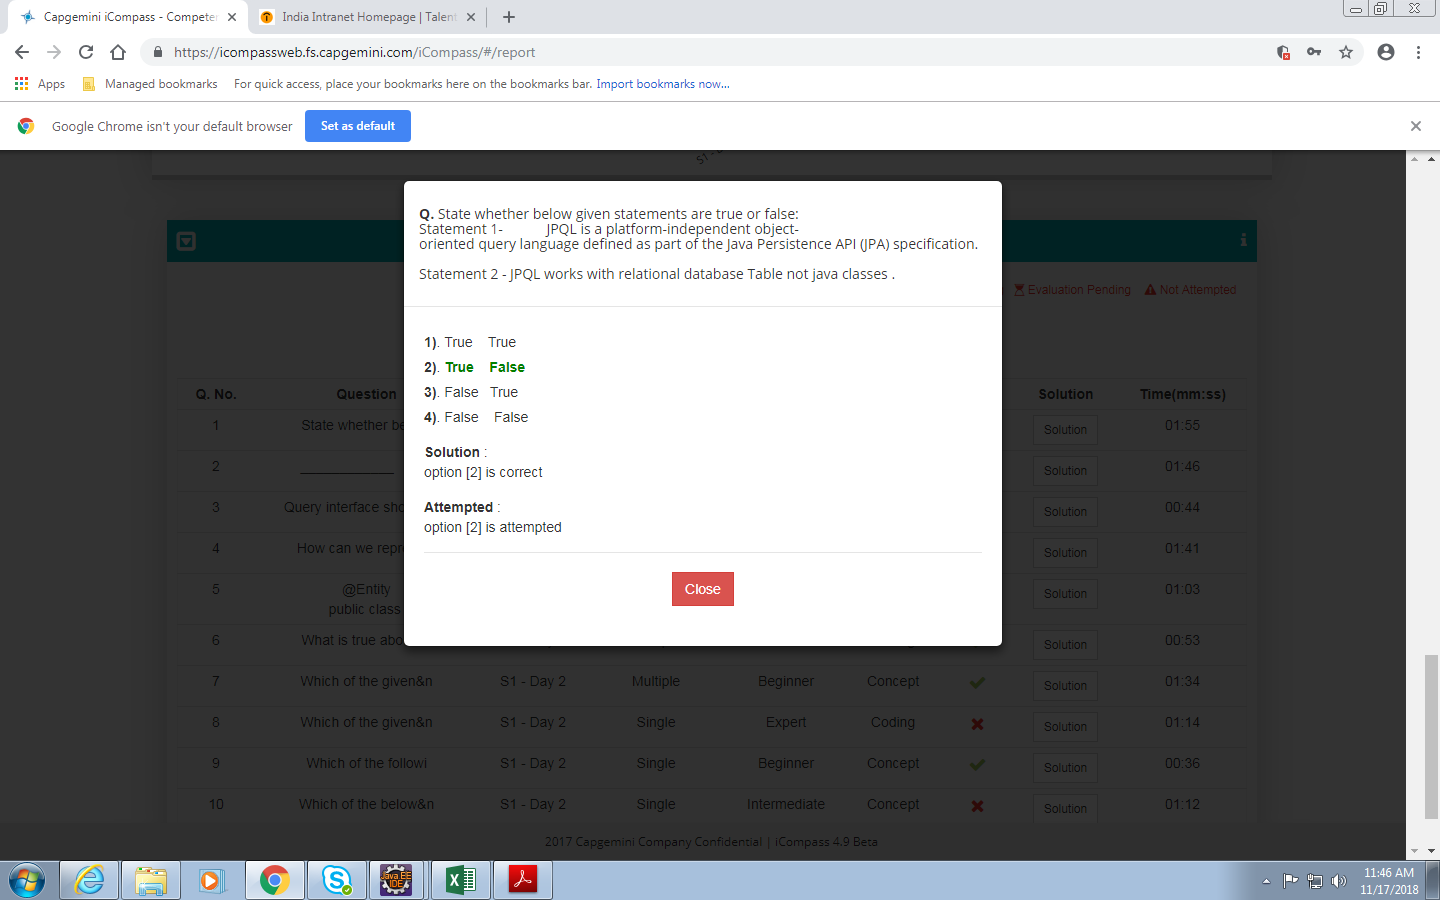 Capgemini iCompass - Competen
India Intranet Homepage | Talent
https://icompassweb.fs.capgemini.com/iCompass/#/report
Apps Managed bookmarks For quick access, place your bookmarks here on the bookmarks bar. Import bookmarks now...
Google Chrome isn't your default browser Set as default
S1 -
Q. State whether below given statements are true or false:
Statement 1- JPQL is a platform-independent object-
oriented query language defined as part of the Java Persistence API (JPA) specification.
Statement 2 - JPQL works with relational database Table not java classes .
Evaluation Pending Not Attempted
1). True True
2). True False
3). False True
4). False False
Solution :
option [2] is correct
Attempted :
option [2] is attempted
Close
Q. No. Question Solution Time(mm:ss)
1 State whether be Solution 01:55
2 ____________ Solution 01:46
3 Query interface sho Solution 00:44
4 How can we repr Solution 01:41
5 @Entity Solution 01:03
public class
6 What is true abo Solution 00:53
7 Which of the given&n S1 - Day 2 Multiple Beginner Concept Solution 01:34
8 Which of the given&n S1 - Day 2 Single Expert Coding Solution 01:14
9 Which of the followi S1 - Day 2 Single Beginner Concept Solution 00:36
10 Which of the below&n S1 - Day 2 Single Intermediate Concept Solution 01:12
2017 Capgemini Company Confidential | iCompass 4.9 Beta
Java EE
IDE
11:46 AM
11/17/2018